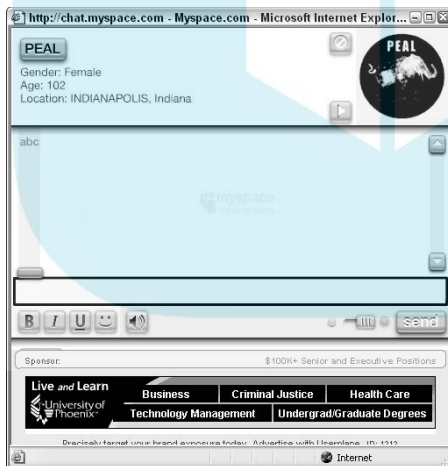 http://chat.myspace.com - Myspace.com - Microsoft Internet Explor...
PEAL
Gender: Female
Age: 102
Location: INDIANAPOLIS, Indiana
PEAL
abc
myspace
B I U
send
Sponsor:
$100K+ Senior and Executive Positions
Live and Learn
University of
Phoenix
Business
Criminal Justice
Health Care
Technology Management
Undergrad/Graduate Degrees
Precisely target your brand exposure today. Advertise with Userplane. ID: 1212
Internet